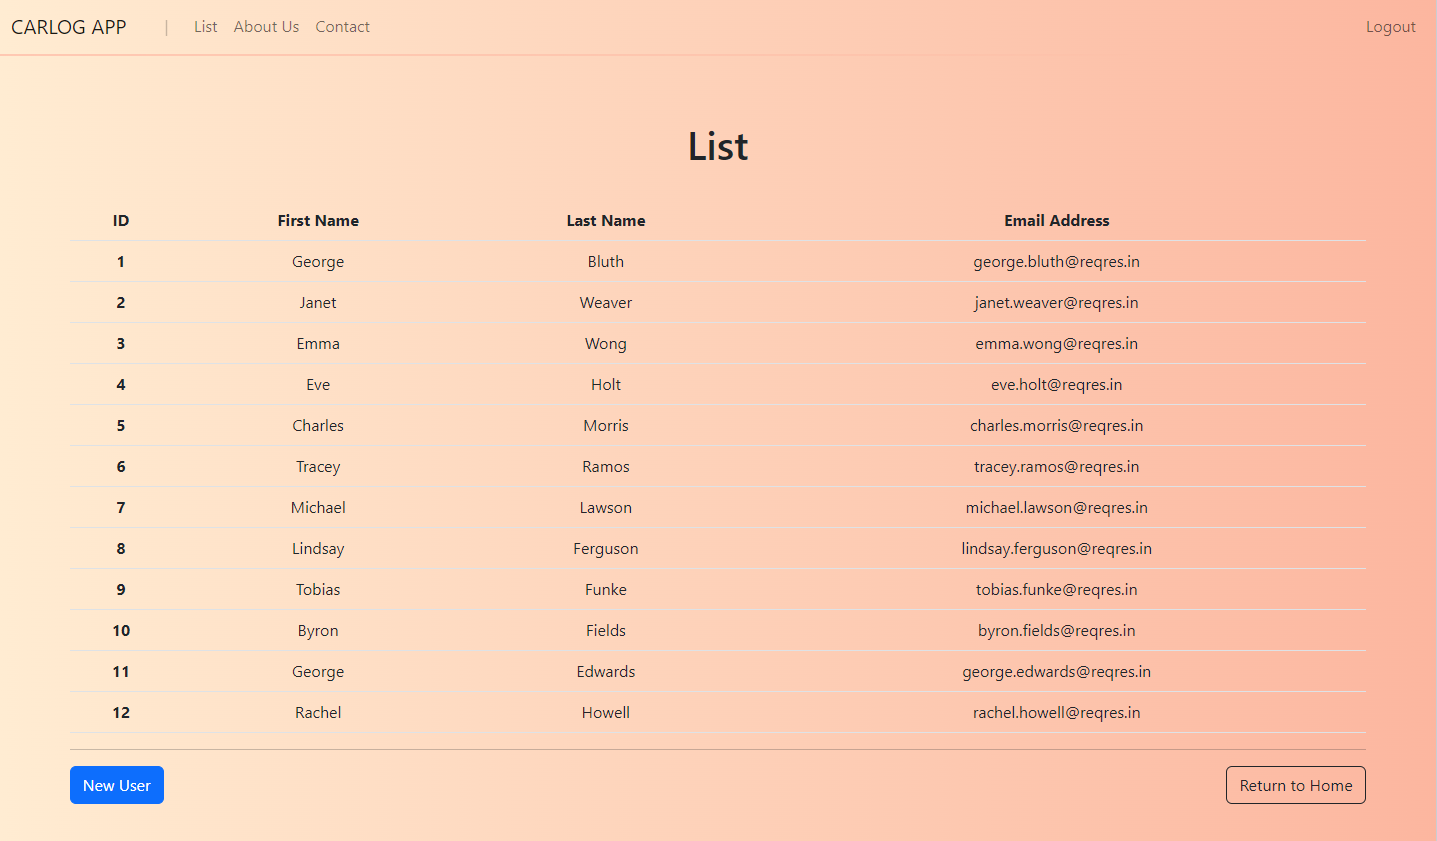 CARLOG APP | List About Us Contact Logout
List
ID First Name Last Name Email Address
1 George Bluth george.bluth@reqres.in
2 Janet Weaver janet.weaver@reqres.in
3 Emma Wong emma.wong@reqres.in
4 Eve Holt eve.holt@reqres.in
5 Charles Morris charles.morris@reqres.in
6 Tracey Ramos tracey.ramos@reqres.in
7 Michael Lawson michael.lawson@reqres.in
8 Lindsay Ferguson lindsay.ferguson@reqres.in
9 Tobias Funke tobias.funke@reqres.in
10 Byron Fields byron.fields@reqres.in
11 George Edwards george.edwards@reqres.in
12 Rachel Howell rachel.howell@reqres.in
New User Return to Home